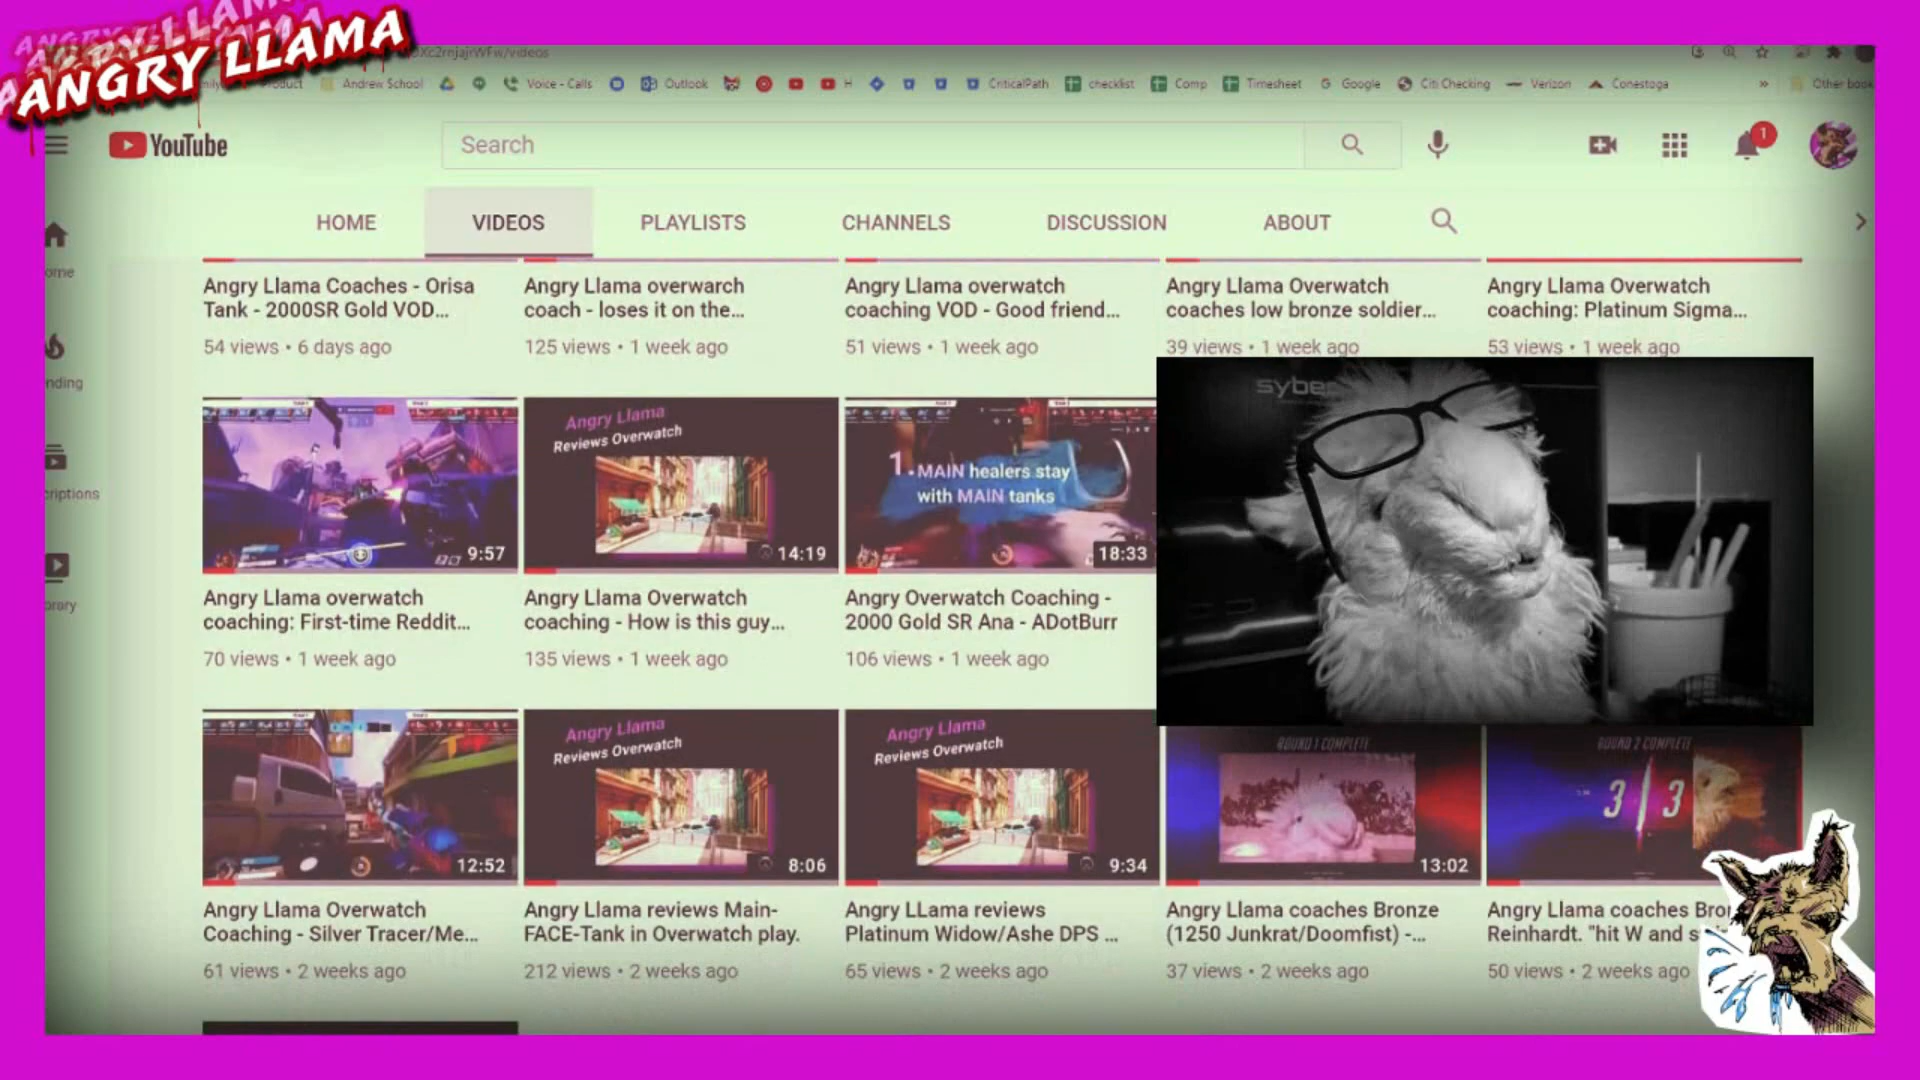 ANGRY LLAMA
ANGRY LLAMA
ANGRY LLAMA
Xc2rnjajrWFw/videos
Andrew School
Voice - Calls
Outlook
H
CriticalPath
checklist
Comp
Timesheet
Google
Citi Checking
Verizon
Conestoga
»
Other book
YouTube
Search
1
HOME
VIDEOS
PLAYLISTS
CHANNELS
DISCUSSION
ABOUT
ome
nding
criptions
brary
Angry Llama Coaches - Orisa
Tank - 2000SR Gold VOD...
54 views • 6 days ago
Angry Llama overwarch
coach - loses it on the...
125 views • 1 week ago
Angry Llama overwatch
coaching VOD - Good friend...
51 views • 1 week ago
Angry Llama Overwatch
coaches low bronze soldier...
39 views • 1 week ago
Angry Llama Overwatch
coaching: Platinum Sigma...
53 views • 1 week ago
9:57
Angry Llama
Reviews Overwatch
14:19
1. MAIN healers stay
with MAIN tanks
18:33
syber
Angry Llama overwatch
coaching: First-time Reddit...
70 views • 1 week ago
Angry Llama Overwatch
coaching - How is this guy...
135 views • 1 week ago
Angry Overwatch Coaching -
2000 Gold SR Ana - ADotBurr
106 views • 1 week ago
12:52
Angry Llama
Reviews Overwatch
8:06
Angry Llama
Reviews Overwatch
9:34
ROUND 1 COMPLETE
13:02
ROUND 2 COMPLETE
3 / 3
Angry Llama Overwatch
Coaching - Silver Tracer/Me...
61 views • 2 weeks ago
Angry Llama reviews Main-
FACE-Tank in Overwatch play.
212 views • 2 weeks ago
Angry LLama reviews
Platinum Widow/Ashe DPS ...
65 views • 2 weeks ago
Angry Llama coaches Bronze
(1250 Junkrat/Doomfist) -...
37 views • 2 weeks ago
Angry Llama coaches Bro
Reinhardt. "hit W and s
50 views • 2 weeks ago